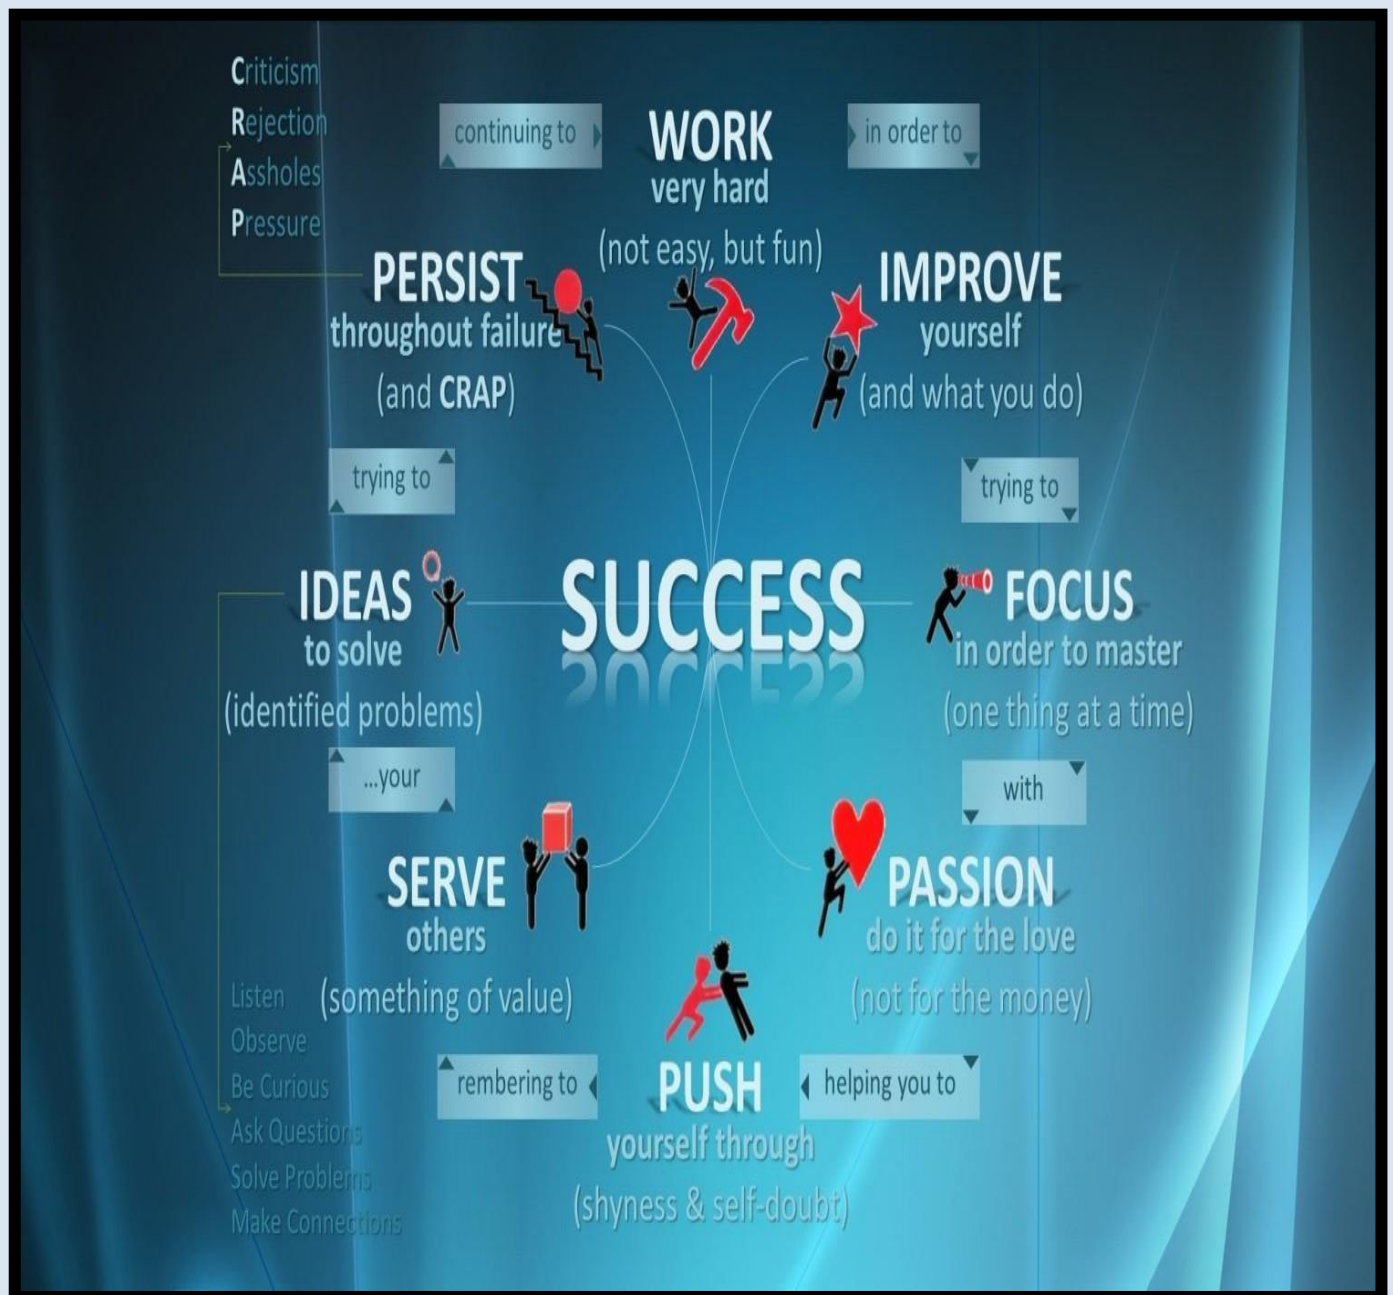 Criticism
Rejection
Assholes
Pressure
continuing to
WORK
very hard
(not easy, but fun)
in order to
IMPROVE
yourself
(and what you do)
trying to
FOCUS
in order to master
(one thing at a time)
with
PASSION
do it for the love
(not for the money)
helping you to
PUSH
yourself through
(shyness & self-doubt)
rembering to
SERVE
others
(something of value)
...your
IDEAS
to solve
(identified problems)
trying to
PERSIST
throughout failure
(and CRAP)
SUCCESS
Listen
Observe
Be Curious
Ask Questions
Solve Problems
Make Connections